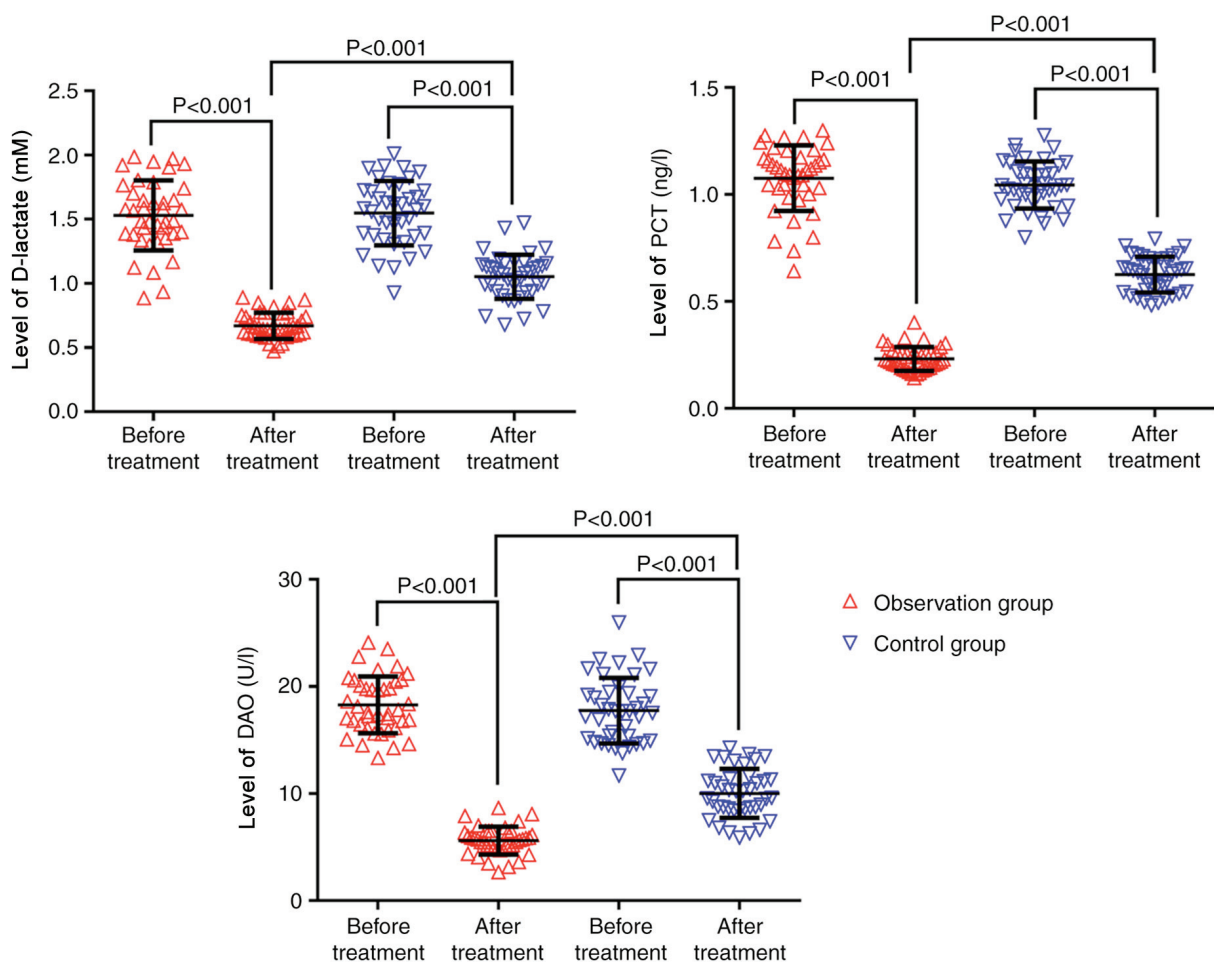 P<0.001
P<0.001
P<0.001
Level of D-lactate (mM)
2.5
2.0
1.5
1.0
0.5
0.0
Before treatment
After treatment
Before treatment
After treatment
P<0.001
P<0.001
P<0.001
Level of PCT (ng/l)
1.5
1.0
0.5
0.0
Before treatment
After treatment
Before treatment
After treatment
P<0.001
P<0.001
P<0.001
Level of DAO (U/l)
30
20
10
0
Before treatment
After treatment
Before treatment
After treatment
Observation group
Control group